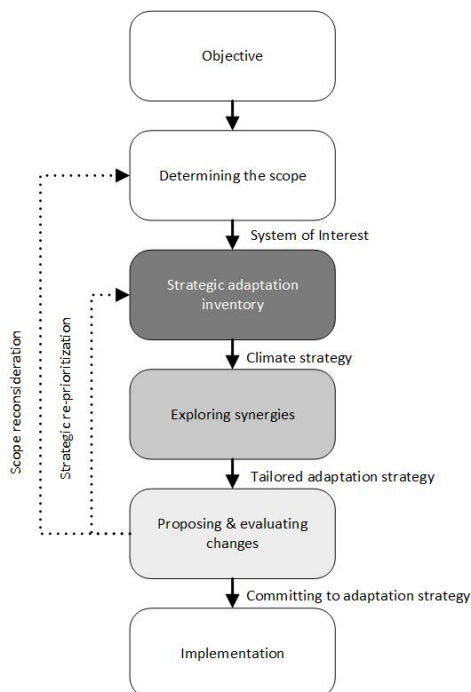 Objective
Determining the scope
System of Interest
Strategic adaptation
inventory
Climate strategy
Exploring synergies
Tailored adaptation strategy
Proposing & evaluating
changes
Committing to adaptation strategy
Implementation
Scope reconsideration
Strategic re-prioritization